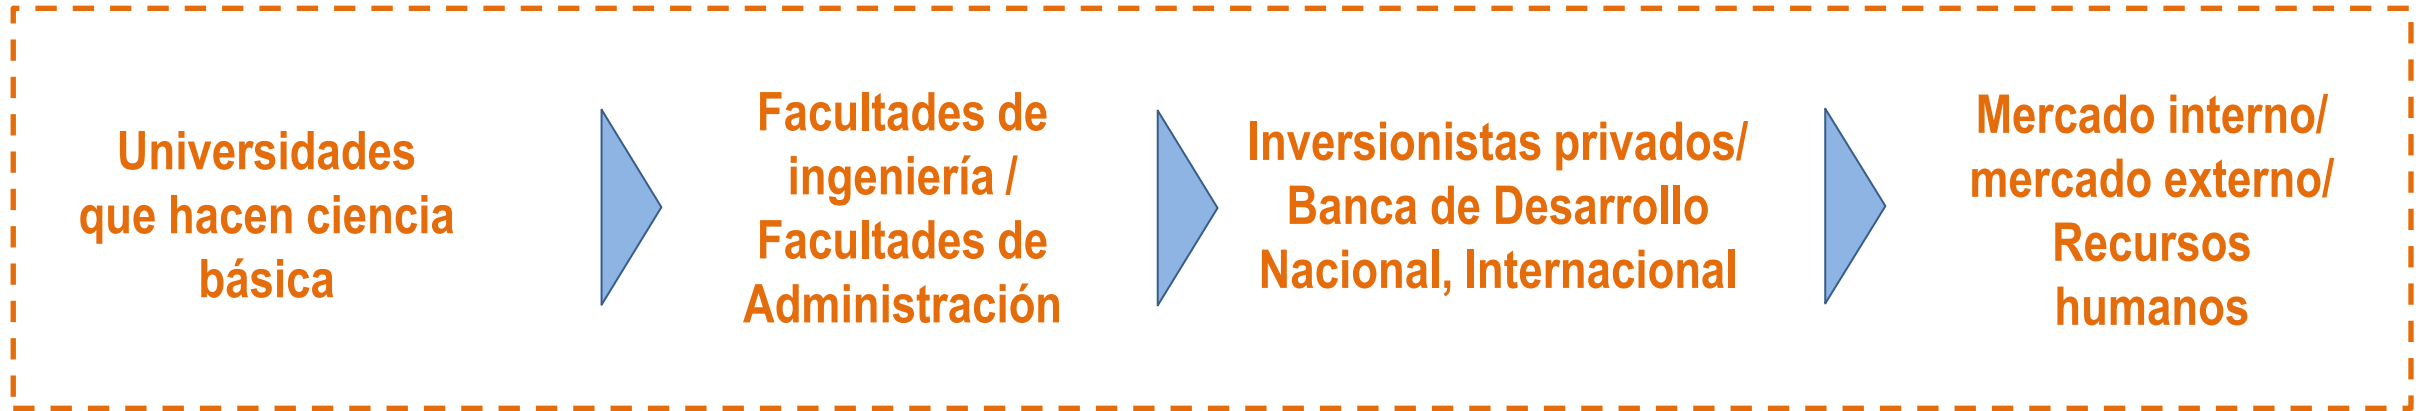 Universidades
que hacen ciencia
básica
Facultades de
ingeniería /
Facultades de
Administración
Inversionistas privados/
Banca de Desarrollo
Nacional, Internacional
Mercado interno/
mercado externo/
Recursos
humanos